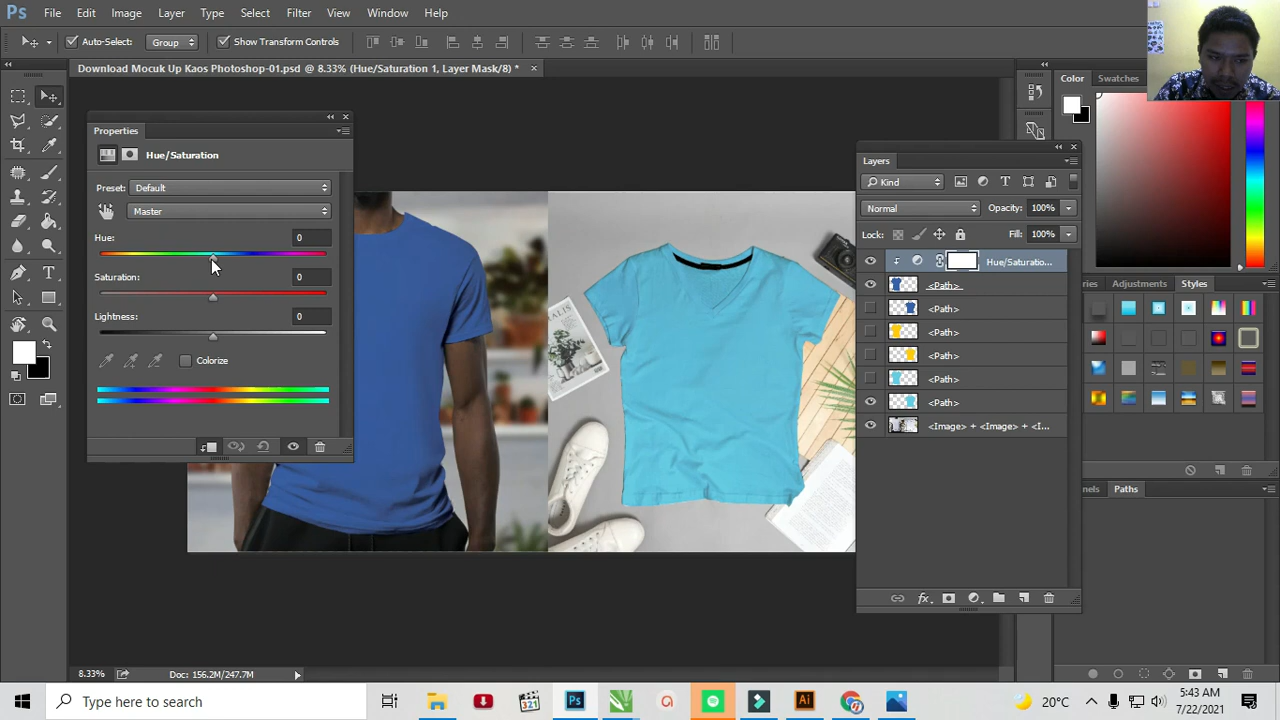 Ps File Edit Image Layer Type Select Filter View Window Help
Auto-Select: Group Show Transform Controls
Download Mocuk Up Kaos Photoshop-01.psd @ 8.33% (Hue/Saturation 1, Layer Mask/8) *
Color Swatches
Properties
Hue/Saturation
Preset: Default
Master
Hue: 0
Saturation: 0
Lightness: 0
Colorize
Layers
Kind
Normal Opacity: 100%
Lock: Fill: 100%
Hue/Saturatio...
<Path>
<Path>
<Path>
<Path>
<Path>
<Path>
<Image> + <Image> + <I...
Adjustments Styles
Paths
8.33% Doc: 156.2M/247.7M
Type here to search
321
Ps
Ai
20°C
5:43 AM
7/22/2021